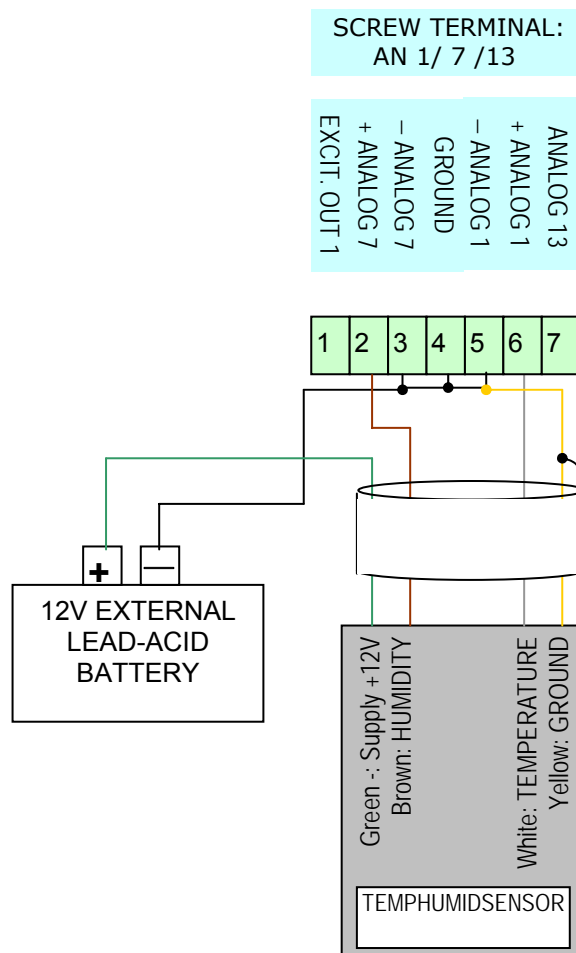 SCREW TERMINAL:
AN 1/ 7 /13
EXCIT. OUT 1
+ ANALOG 7
– ANALOG 7
GROUND
– ANALOG 1
+ ANALOG 1
ANALOG 13
1 2 3 4 5 6 7
+ —
12V EXTERNAL
LEAD-ACID
BATTERY
Green -: Supply +12V
Brown: HUMIDITY
White: TEMPERATURE
Yellow: GROUND
TEMPHUMIDSENSOR